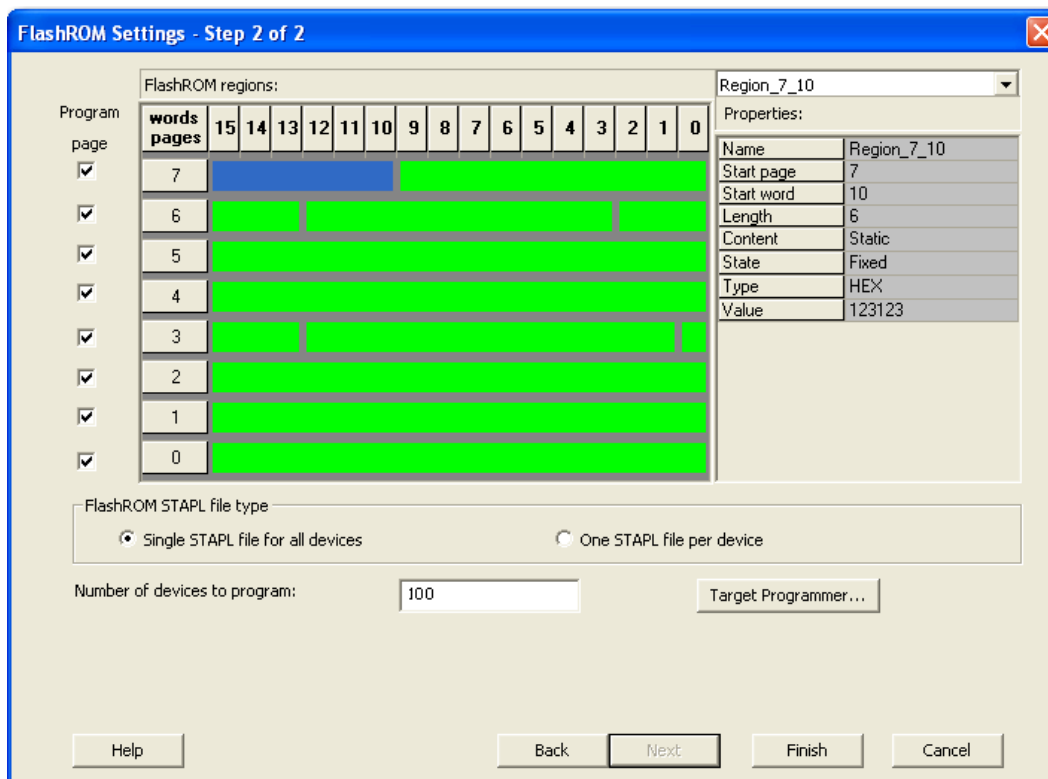 FlashROM Settings - Step 2 of 2
FlashROM regions:
Region_7_10
Program page
words pages 15 14 13 12 11 10 9 8 7 6 5 4 3 2 1 0
Properties:
7
6
5
4
3
2
1
0
Name Region_7_10
Start page 7
Start word 10
Length 6
Content Static
State Fixed
Type HEX
Value 123123
FlashROM STAPL file type
Single STAPL file for all devices One STAPL file per device
Number of devices to program: 100 Target Programmer...
Help Back Next Finish Cancel